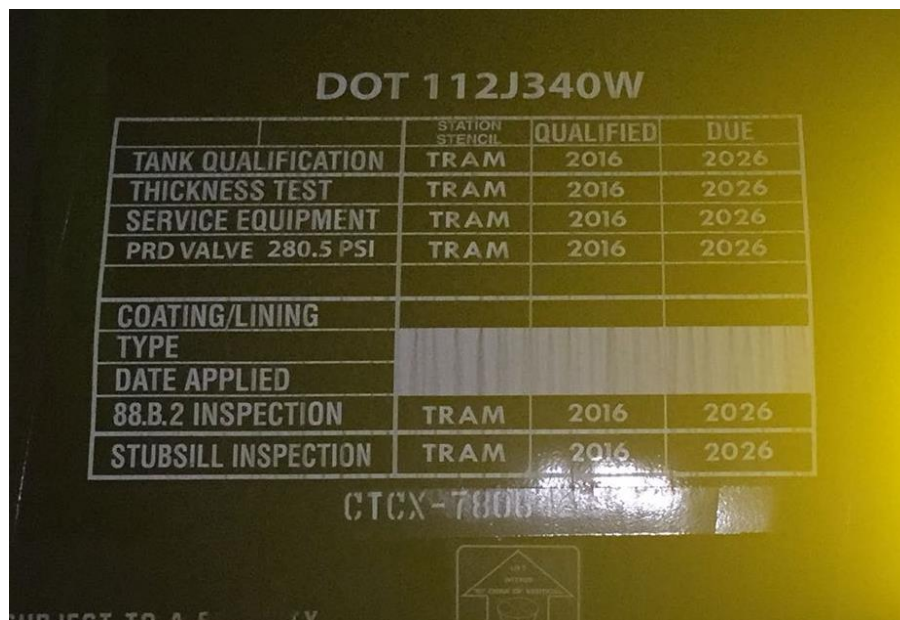 DOT 112J340W
STATION STENCIL QUALIFIED DUE
TANK QUALIFICATION TRAM 2016 2026
THICKNESS TEST TRAM 2016 2026
SERVICE EQUIPMENT TRAM 2016 2026
PRD VALVE 280.5 PSI TRAM 2016 2026
COATING/LINING
TYPE
DATE APPLIED
88.B.2 INSPECTION TRAM 2016 2026
STUBSILL INSPECTION TRAM 2016 2026
SUBJECT TO A